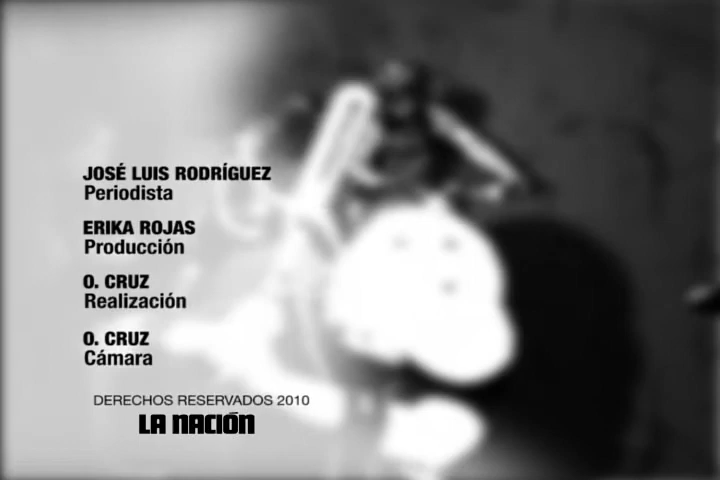 JOSÉ LUIS RODRÍGUEZ
Periodista
ERIKA ROJAS
Producción
O. CRUZ
Realización
O. CRUZ
Cámara
DERECHOS RESERVADOS 2010
LA NACIÓN